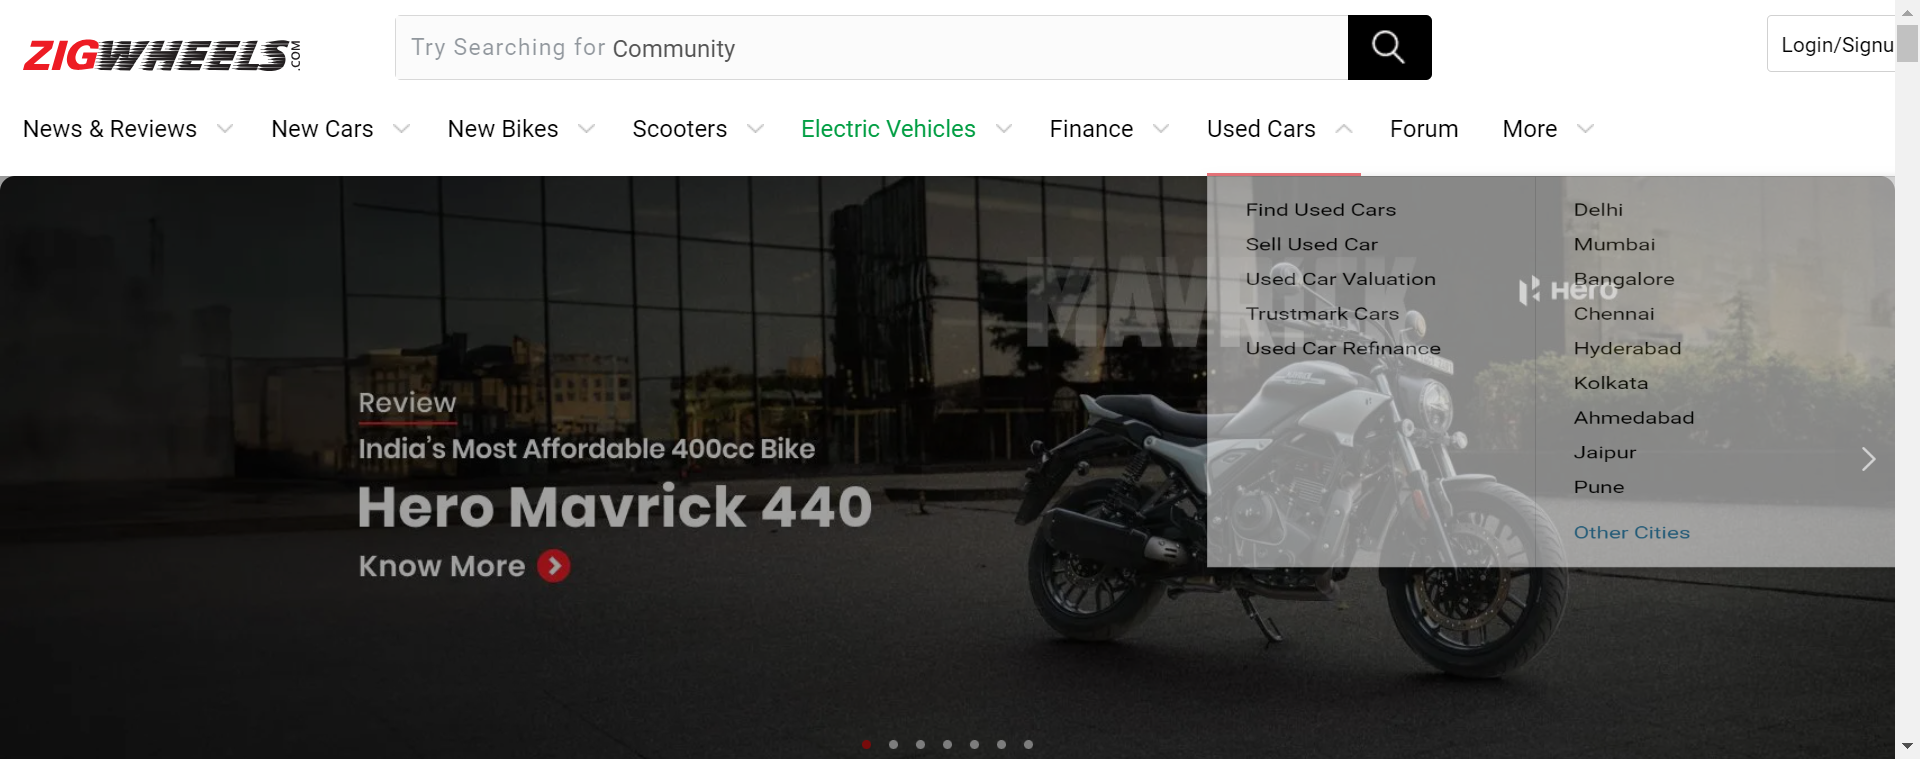 ZIGWHEELS.COM
Try Searching for Community
Login/Signu
News & Reviews
New Cars
New Bikes
Scooters
Electric Vehicles
Finance
Used Cars
Forum
More
Find Used Cars
Sell Used Car
Used Car Valuation
Trustmark Cars
Used Car Refinance
Delhi
Mumbai
Bangalore
Chennai
Hyderabad
Kolkata
Ahmedabad
Jaipur
Pune
Other Cities
MAVRICK
Hero
Review
India's Most Affordable 400cc Bike
Hero Mavrick 440
Know More